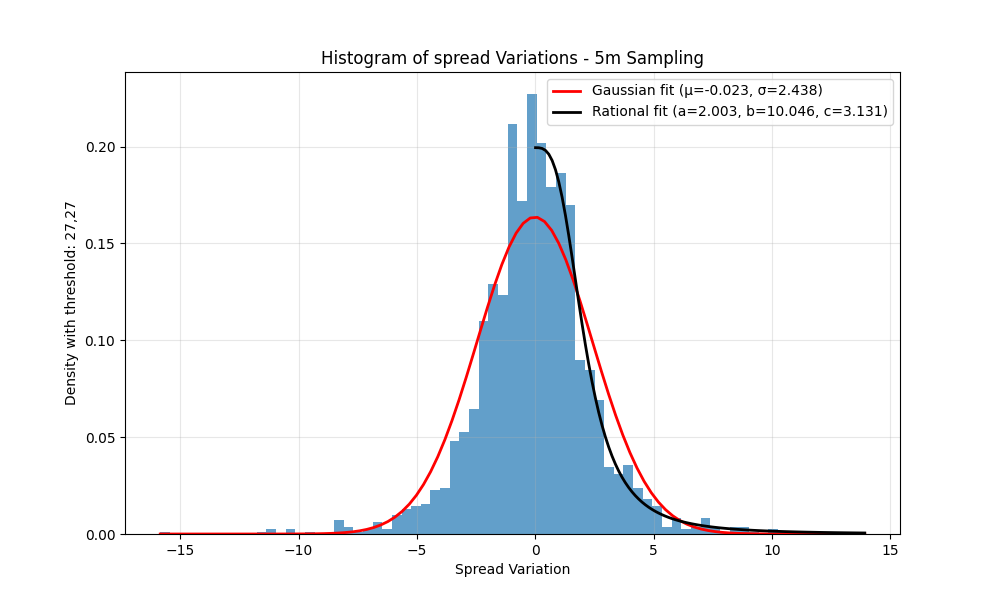 Histogram of spread Variations - 5m Sampling
Gaussian fit (μ=-0.023, σ=2.438)
Rational fit (a=2.003, b=10.046, c=3.131)
Density with threshold: 27,27
0.20
0.15
0.10
0.05
0.00
−15
−10
−5
0
5
10
15
Spread Variation